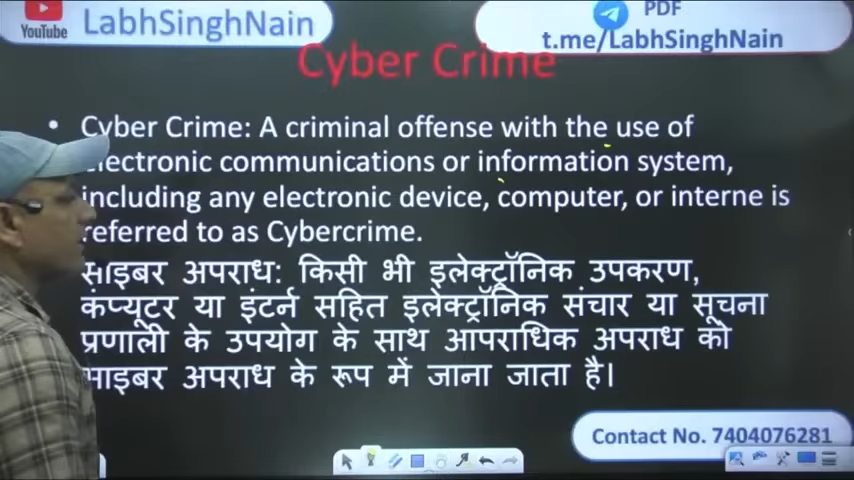 YouTube
LabhSinghNain
PDF
t.me/LabhSinghNain
Cyber Crime
• Cyber Crime: A criminal offense with the use of
electronic communications or information system,
including any electronic device, computer, or interne is
referred to as Cybercrime.
साइबर अपराध: किसी भी इलेक्ट्रॉनिक उपकरण,
कंप्यूटर या इंटर्न सहित इलेक्ट्रॉनिक संचार या सूचना
प्रणाली के उपयोग के साथ आपराधिक अपराध को
साइबर अपराध के रूप में जाना जाता है।
Contact No. 7404076281